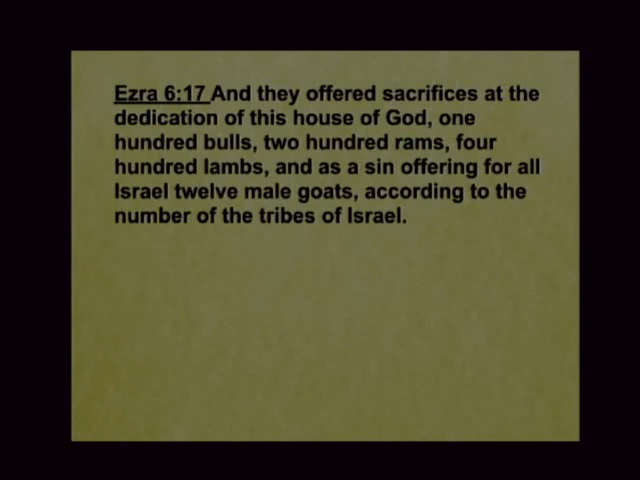 Ezra 6:17 And they offered sacrifices at the
dedication of this house of God, one
hundred bulls, two hundred rams, four
hundred lambs, and as a sin offering for all
Israel twelve male goats, according to the
number of the tribes of Israel.